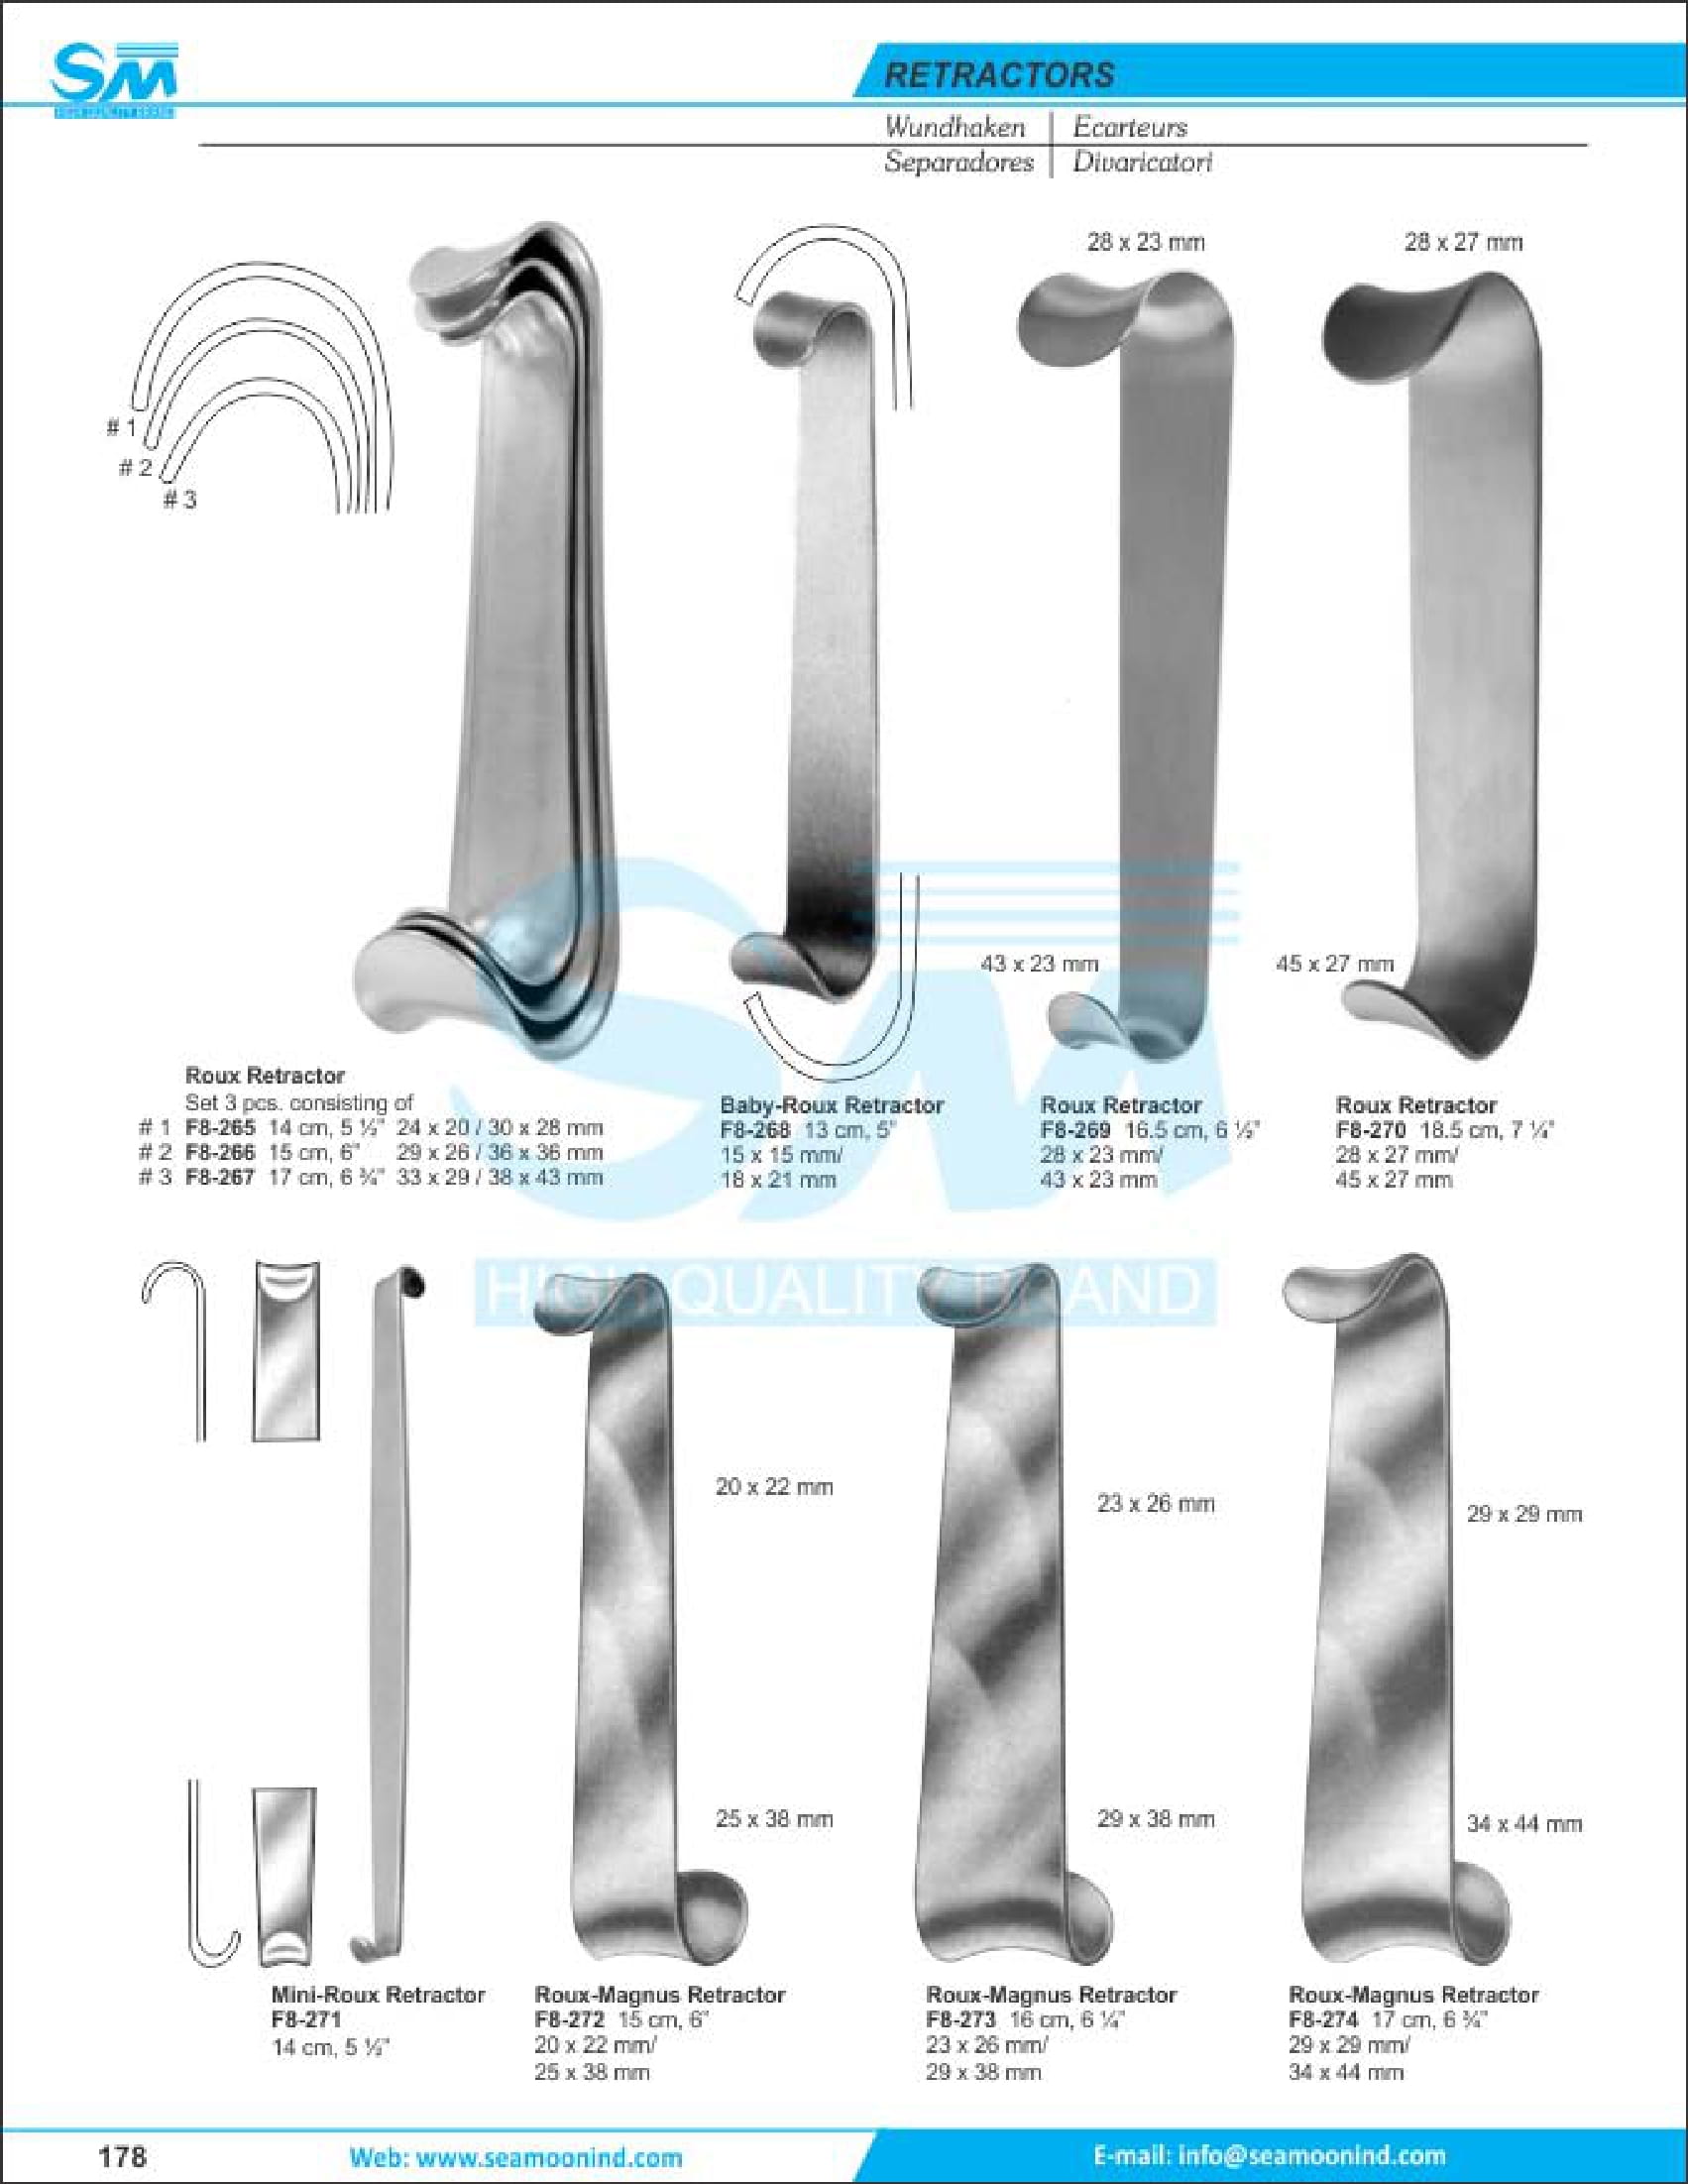 SM
RETRACTORS
Wundhaken | Ecarteurs
Separadores | Divaricatori
28 x 23 mm
28 x 27 mm
# 1
# 2
# 3
43 x 23 mm
45 x 27 mm
Roux Retractor
Set 3 pcs. consisting of
# 1 F8-265 14 cm, 5 ½" 24 x 20 / 30 x 28 mm
# 2 F8-266 15 cm, 6" 29 x 26 / 36 x 36 mm
# 3 F8-267 17 cm, 6 ¾" 33 x 29 / 38 x 43 mm
Baby-Roux Retractor
F8-268 13 cm, 5"
15 x 15 mm/
18 x 21 mm
Roux Retractor
F8-269 16.5 cm, 6 ½"
28 x 23 mm/
43 x 23 mm
Roux Retractor
F8-270 18.5 cm, 7 ¼"
28 x 27 mm/
45 x 27 mm
SM
HIGH QUALITY BRAND
20 x 22 mm
23 x 26 mm
29 x 29 mm
25 x 38 mm
29 x 38 mm
34 x 44 mm
Mini-Roux Retractor
F8-271
14 cm, 5 ½"
Roux-Magnus Retractor
F8-272 15 cm, 6"
20 x 22 mm/
25 x 38 mm
Roux-Magnus Retractor
F8-273 16 cm, 6 ¼"
23 x 26 mm/
29 x 38 mm
Roux-Magnus Retractor
F8-274 17 cm, 6 ¾"
29 x 29 mm/
34 x 44 mm
178
Web: www.seamoonind.com
E-mail: info@seamoonind.com